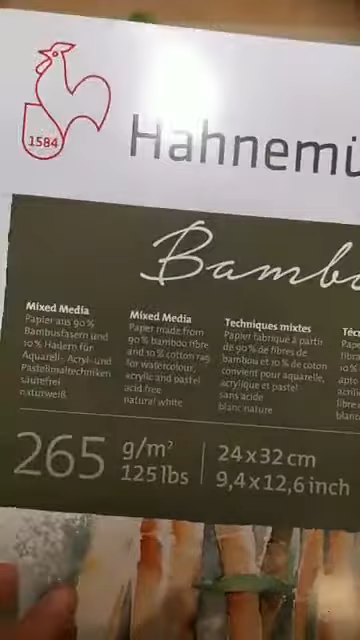 1584
Hahnemü
Bambo
Mixed Media
Papier aus 90 %
Bambusfasern und
10 % Hadern für
Aquarell-, Acryl- und
Pastellmaltechniken
säurefrei
naturweiß
Mixed Media
Paper made from
90 % bamboo fibre
and 10 % cotton rag
for watercolour,
acrylic and pastel
acid free
natural white
Techniques mixtes
Papier fabriqué à partir
de 90 % de fibres de
bambou et 10 % de coton
convient pour aquarelle,
acrylique et pastel
sans acide
blanc nature
265 g/m²
125 lbs
24 x 32 cm
9,4 x 12,6 inch